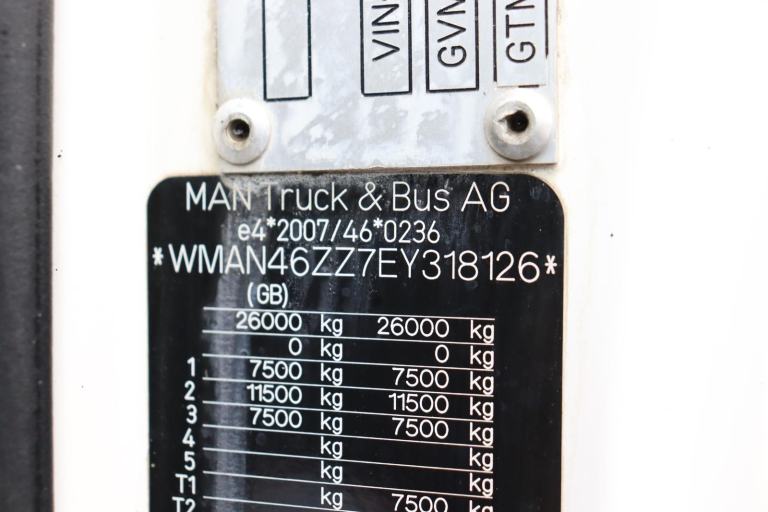 VIN
GVM
GTM
MAN Truck & Bus AG
e4*2007/46*0236
*WMAN46ZZ7EY318126*
(GB)
26000 kg 26000 kg
0 kg 0 kg
1 7500 kg 7500 kg
2 11500 kg 11500 kg
3 7500 kg 7500 kg
4 kg kg
5 kg kg
T1 kg kg
T2 kg 7500 kg